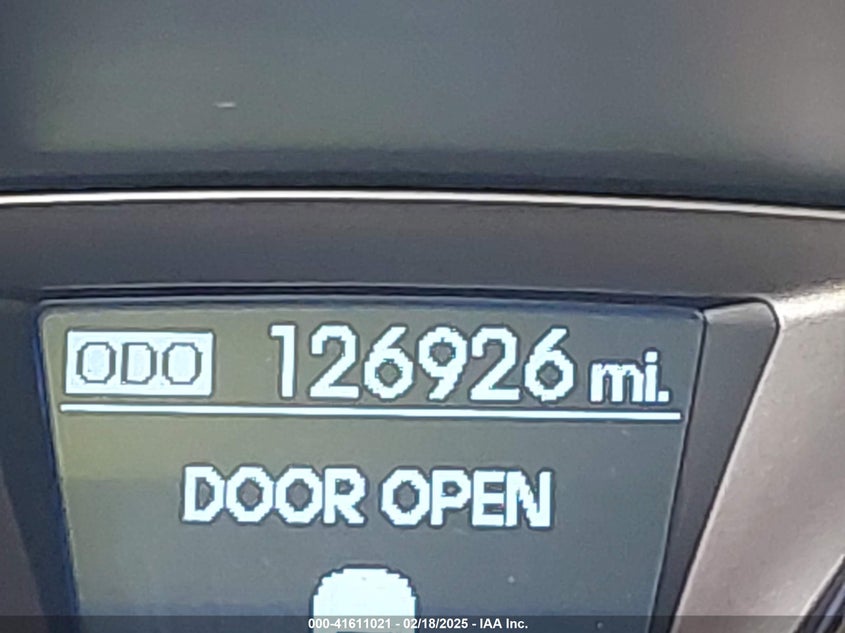 ODO 126926 mi.
DOOR OPEN
000-41611021 - 02/18/2025 - IAA Inc.